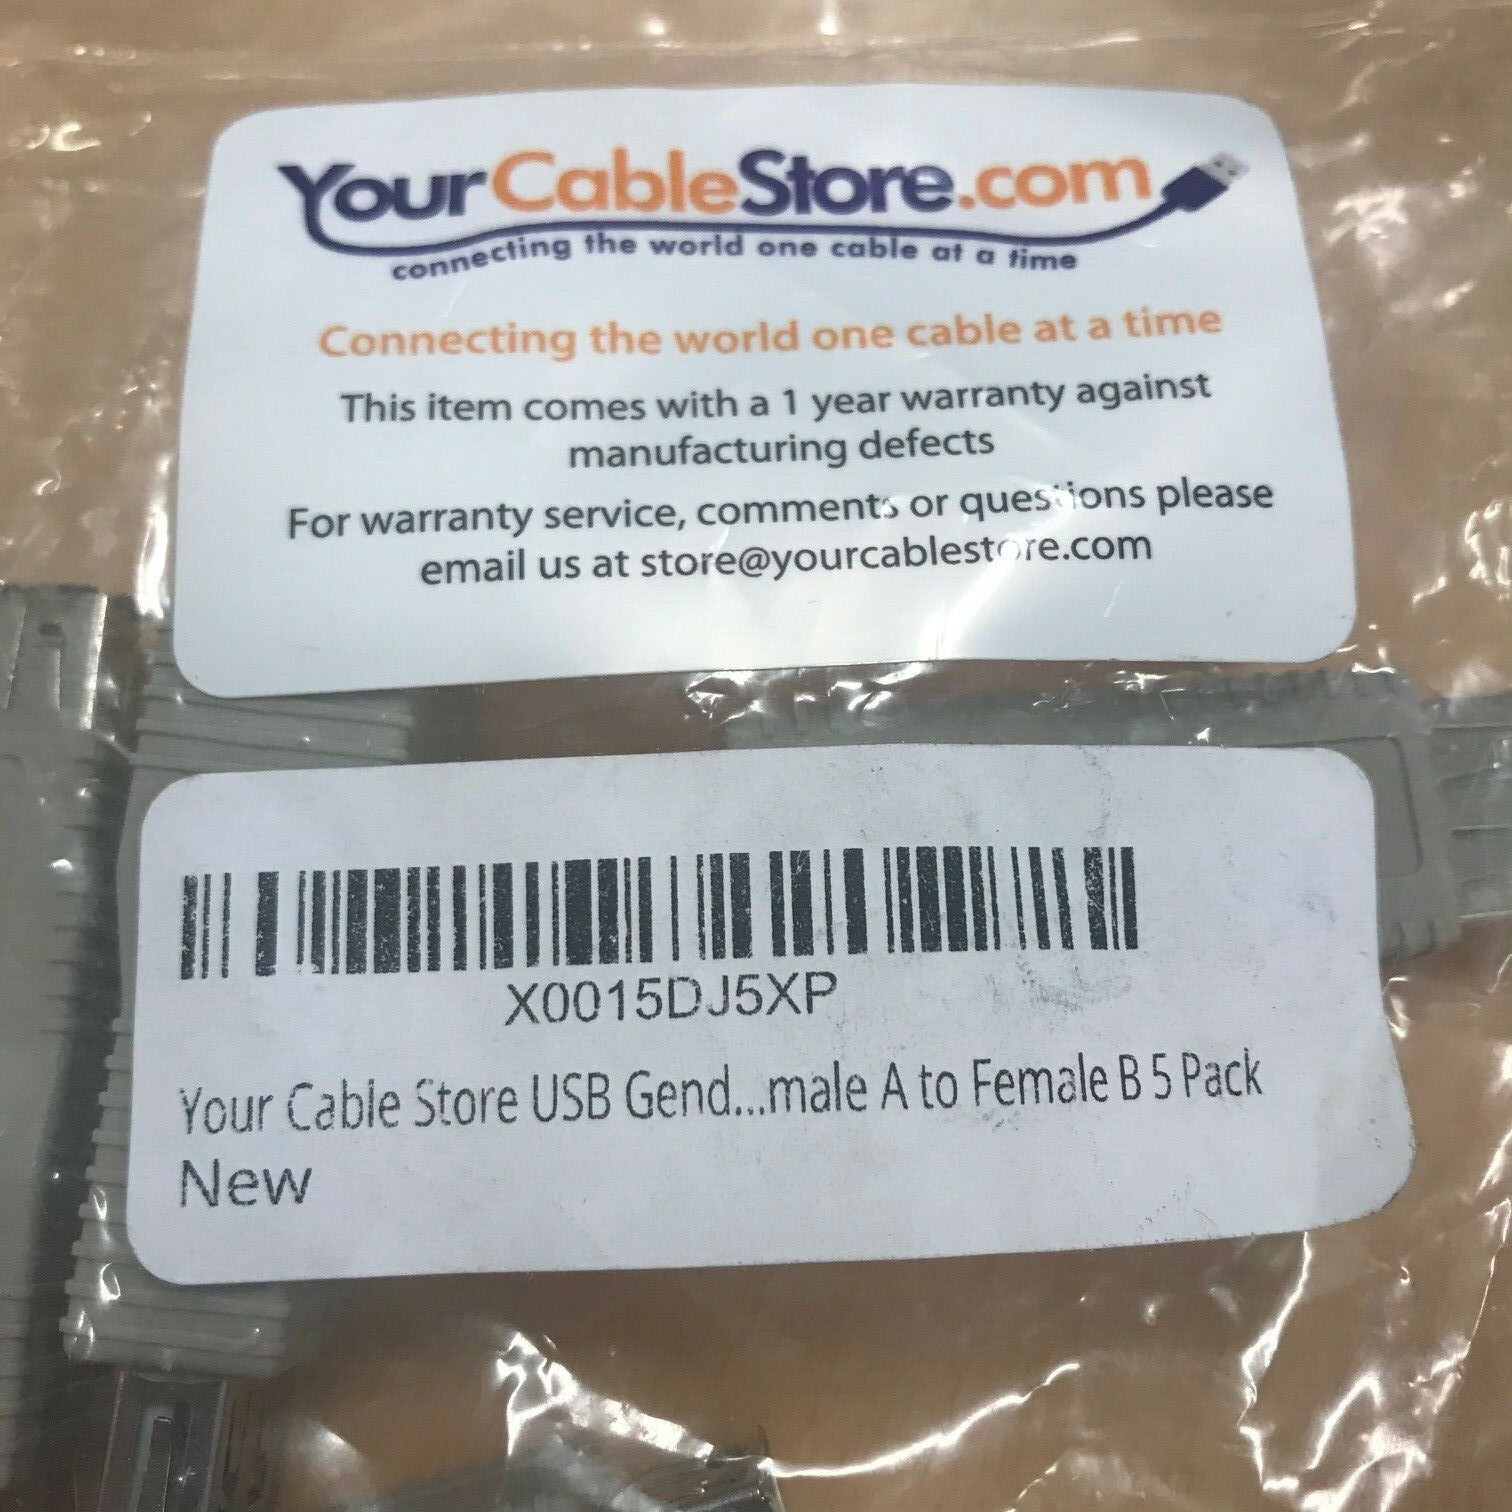 YourCableStore.com
connecting the world one cable at a time
Connecting the world one cable at a time
This item comes with a 1 year warranty against
manufacturing defects
For warranty service, comments or questions please
email us at store@yourcablestore.com
X0015DJ5XP
Your Cable Store USB Gend...male A to Female B 5 Pack
New